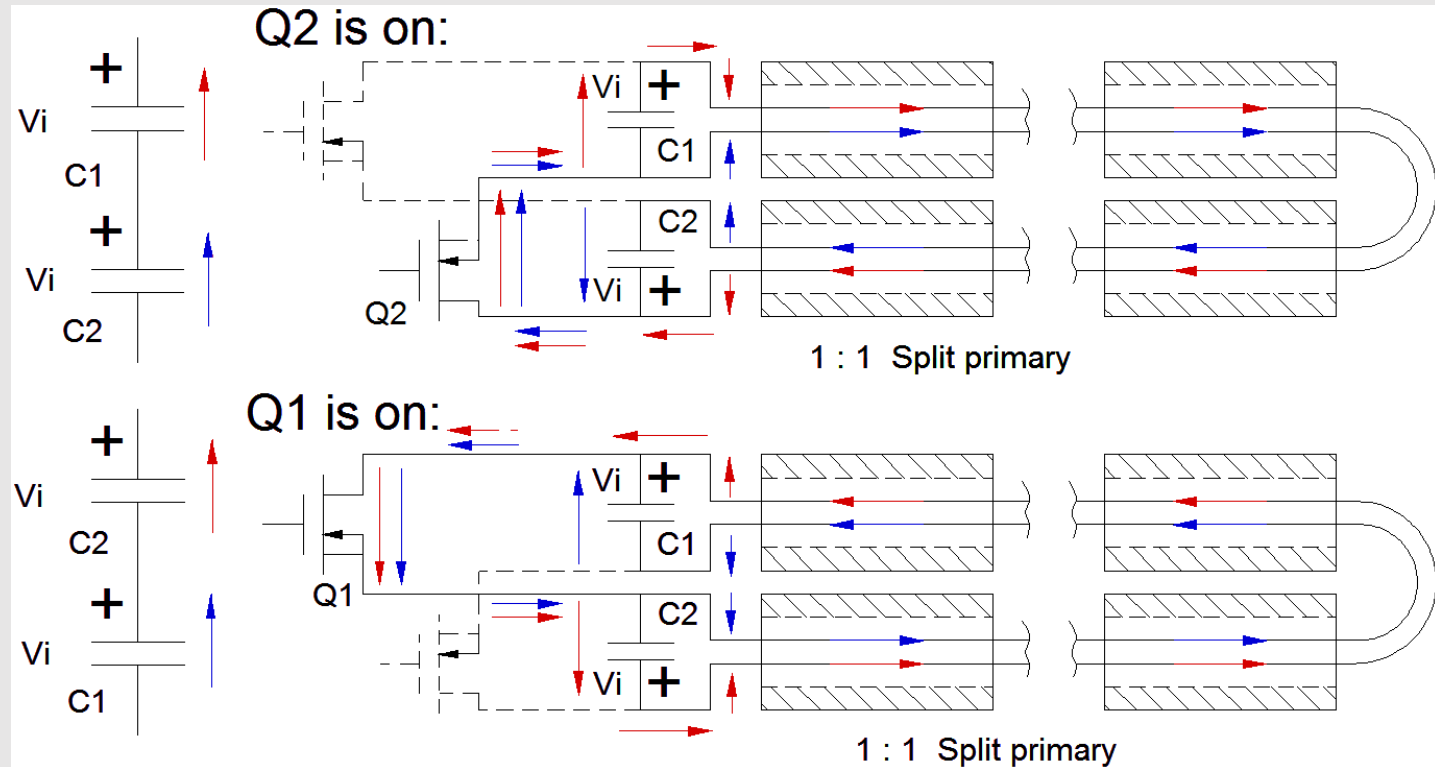 Q2 is on:
+
Vi
C1
+
Vi
C2
Vi
+
C1
C2
Vi
+
Q2
1 : 1 Split primary
Q1 is on:
+
Vi
C2
+
Vi
C1
Vi
+
C1
Q1
C2
Vi
+
1 : 1 Split primary